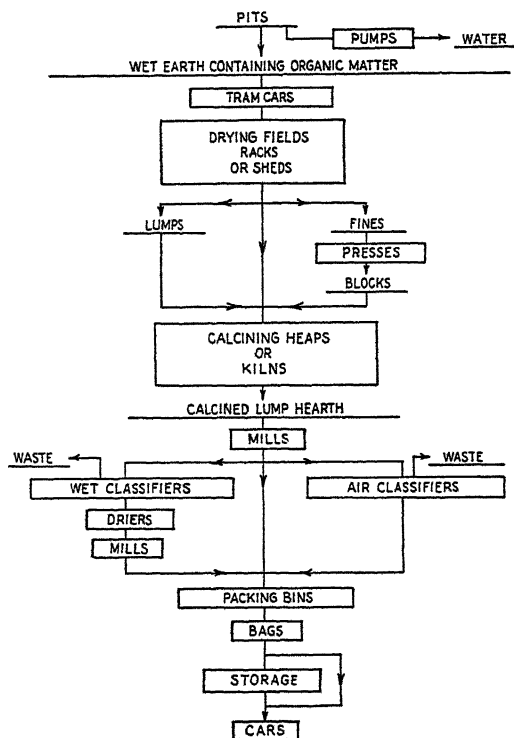 PITS
PUMPS
WATER
WET EARTH CONTAINING ORGANIC MATTER
TRAM CARS
DRYING FIELDS
RACKS
OR SHEDS
LUMPS
FINES
PRESSES
BLOCKS
CALCINING HEAPS
OR
KILNS
CALCINED LUMP HEARTH
MILLS
WASTE
WASTE
WET CLASSIFIERS
AIR CLASSIFIERS
DRIERS
MILLS
PACKING BINS
BAGS
STORAGE
CARS